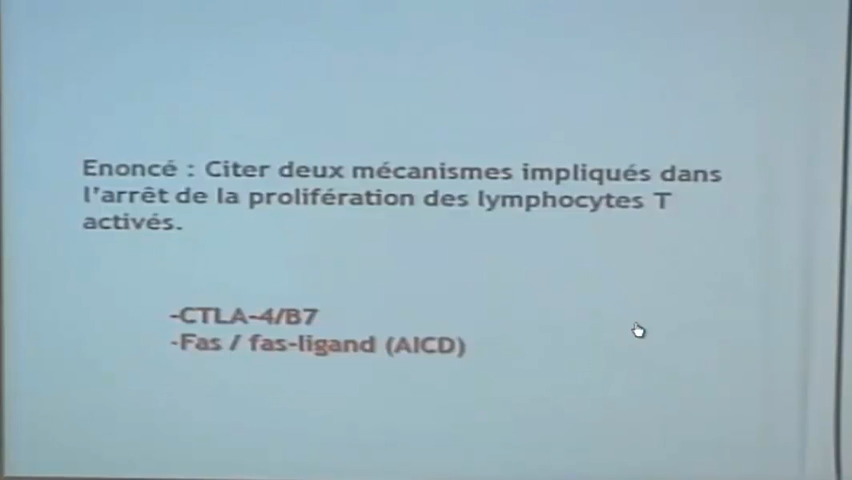 Enoncé : Citer deux mécanismes impliqués dans
l'arrêt de la prolifération des lymphocytes T
activés.
-CTLA-4/B7
-Fas / fas-ligand (AICD)